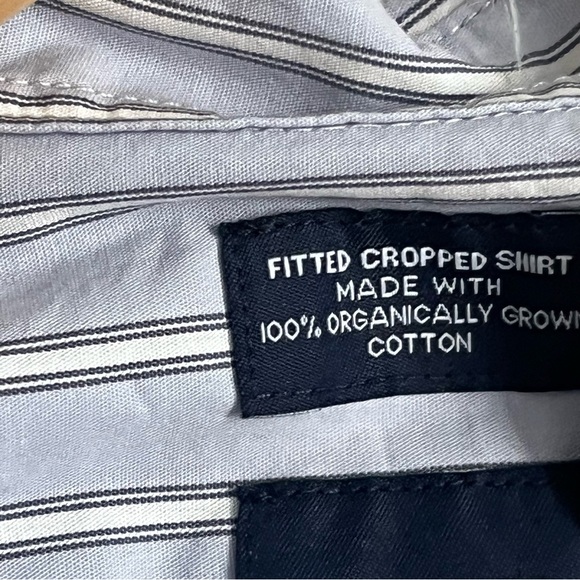 FITTED CROPPED SHIRT
MADE WITH
100% ORGANICALLY GROWN
COTTON